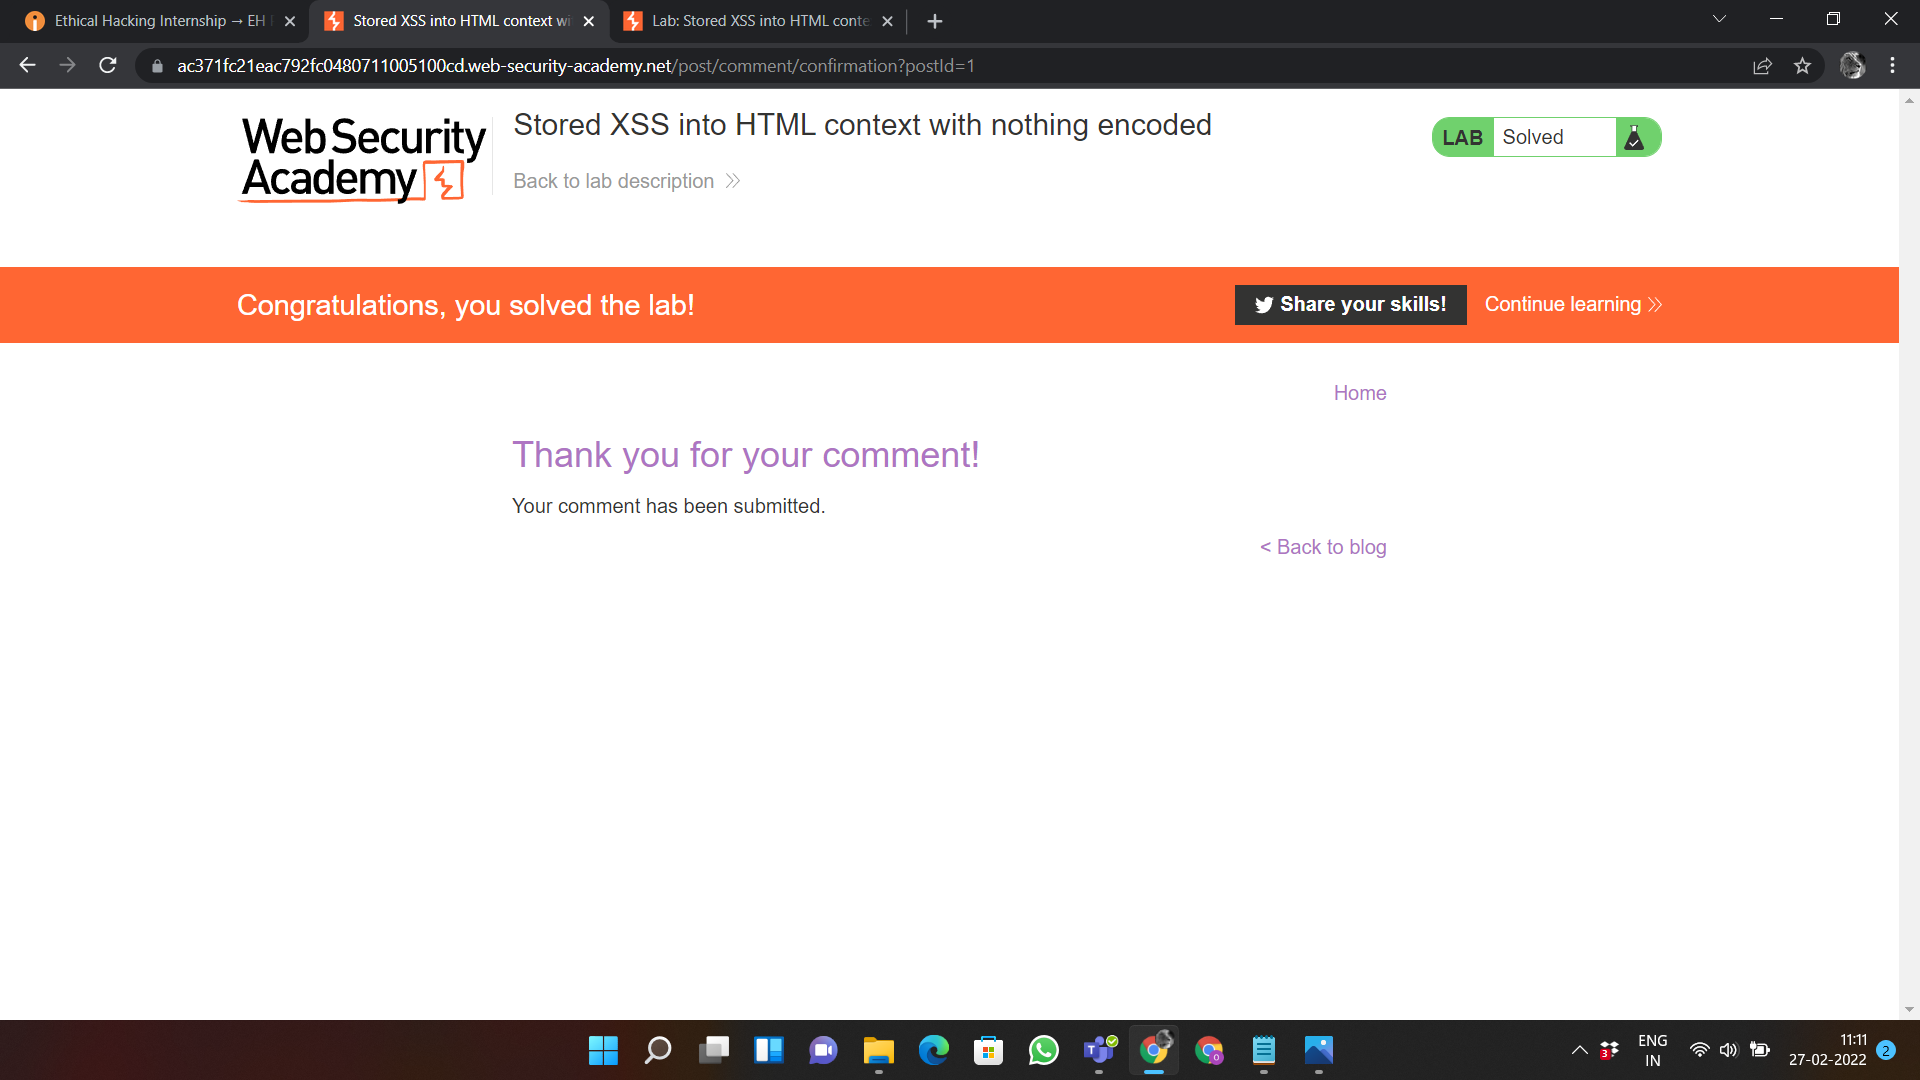 Ethical Hacking Internship → EH
Stored XSS into HTML context wi
Lab: Stored XSS into HTML conte
ac371fc21eac792fc0480711005100cd.web-security-academy.net/post/comment/confirmation?postId=1
Web Security
Academy
Stored XSS into HTML context with nothing encoded
Back to lab description
LAB Solved
Congratulations, you solved the lab!
Share your skills!
Continue learning
Home
Thank you for your comment!
Your comment has been submitted.
< Back to blog
3
ENG
IN
11:11
27-02-2022
2